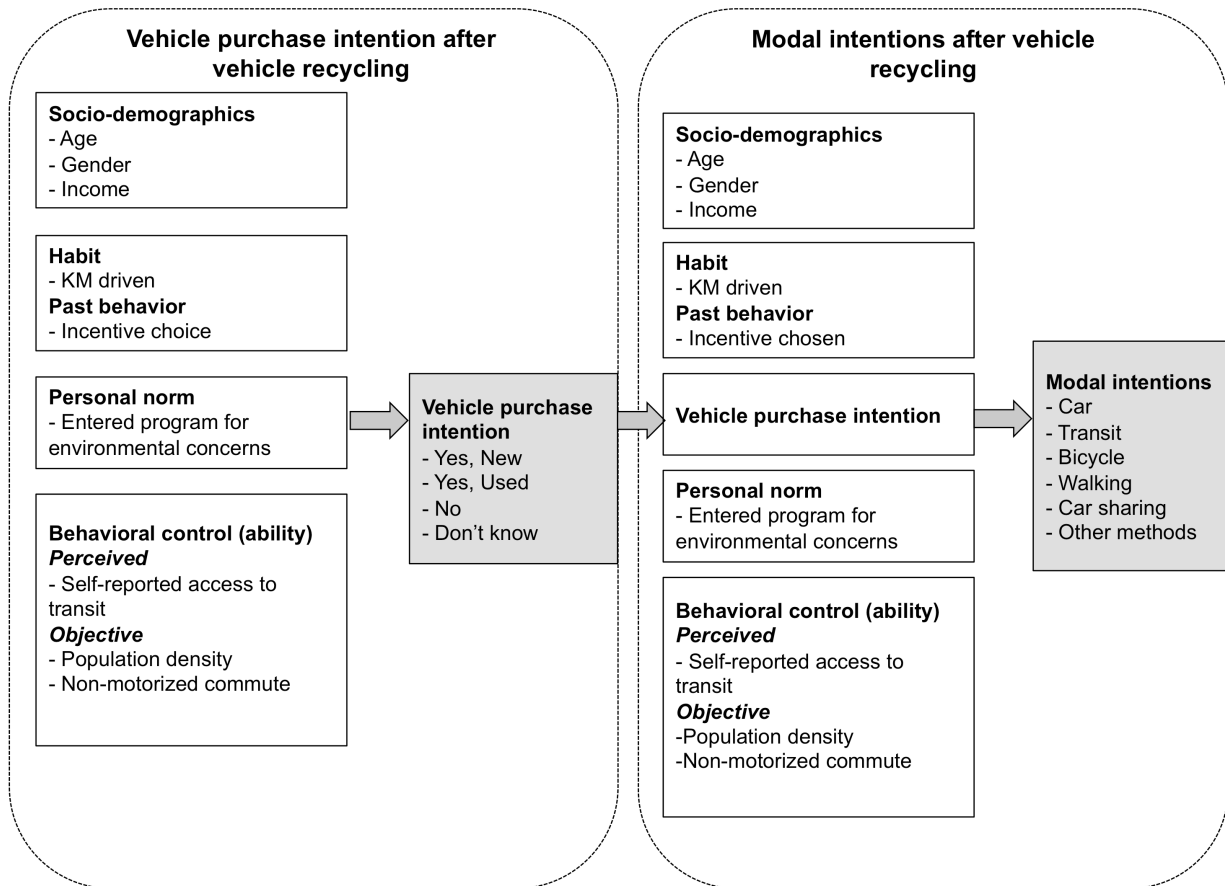 Vehicle purchase intention after
vehicle recycling
Socio-demographics
- Age
- Gender
- Income
Habit
- KM driven
Past behavior
- Incentive choice
Personal norm
- Entered program for
environmental concerns
Behavioral control (ability)
Perceived
- Self-reported access to
transit
Objective
- Population density
- Non-motorized commute
Vehicle purchase
intention
- Yes, New
- Yes, Used
- No
- Don’t know
Modal intentions after vehicle
recycling
Socio-demographics
- Age
- Gender
- Income
Habit
- KM driven
Past behavior
- Incentive chosen
Vehicle purchase intention
Personal norm
- Entered program for
environmental concerns
Behavioral control (ability)
Perceived
- Self-reported access to
transit
Objective
-Population density
-Non-motorized commute
Modal intentions
- Car
- Transit
- Bicycle
- Walking
- Car sharing
- Other methods